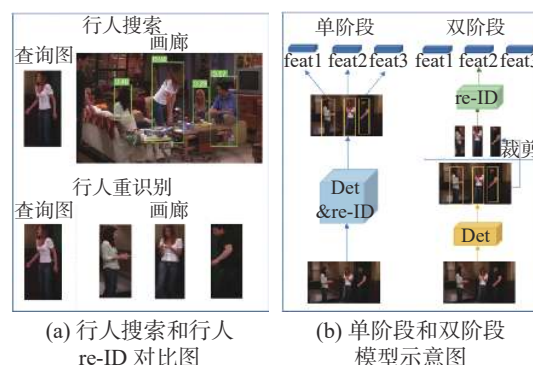 行人搜索
查询图 画廊
行人重识别
查询图 画廊
(a) 行人搜索和行人
re-ID 对比图
单阶段 双阶段
feat1 feat2 feat3 feat1 feat2 feat3
re-ID
裁剪
Det
&re-ID
Det
(b) 单阶段和双阶段
模型示意图